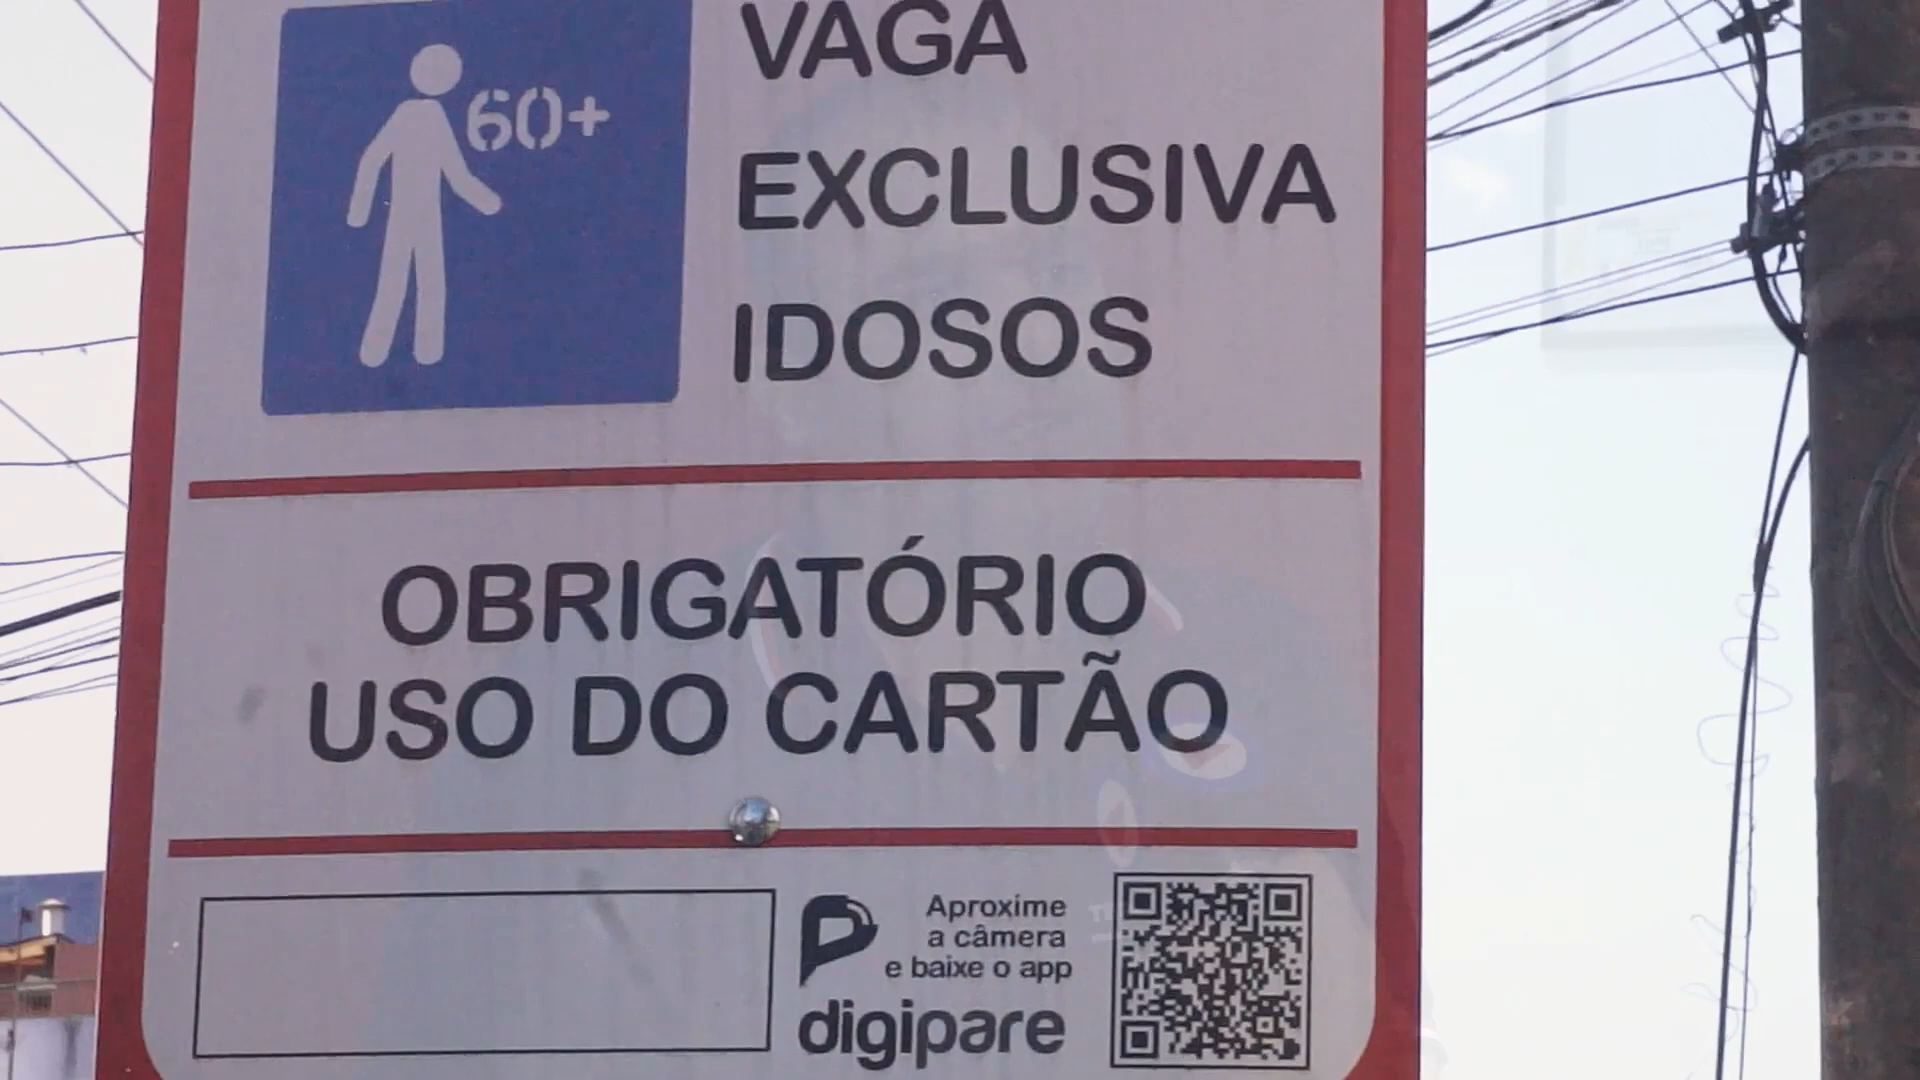 60+
VAGA
EXCLUSIVA
IDOSOS
OBRIGATÓRIO
USO DO CARTÃO
Aproxime
a câmera
e baixe o app
digipare